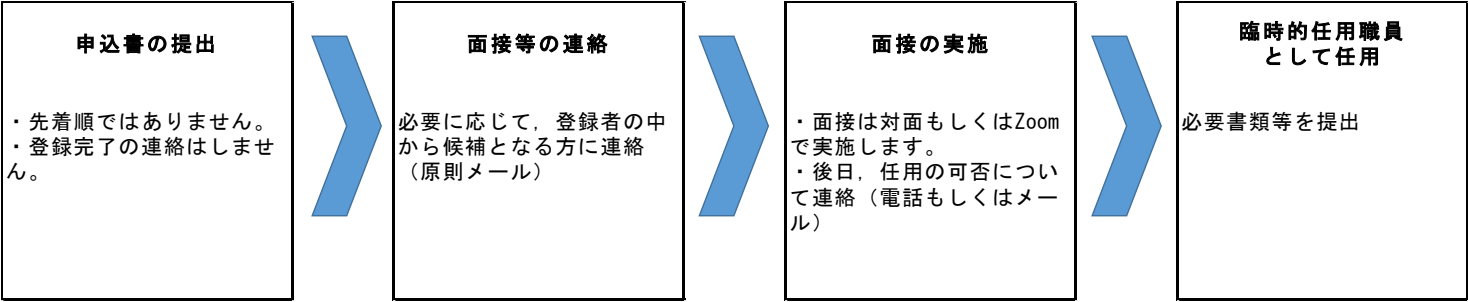 申込書の提出
・先着順ではありません。
・登録完了の連絡はしませ
ん。
面接等の連絡
必要に応じて，登録者の中
から候補となる方に連絡
（原則メール）
面接の実施
・面接は対面もしくはZoom
で実施します。
・後日，任用の可否につい
て連絡（電話もしくはメー
ル）
臨時的任用職員
として任用
必要書類等を提出